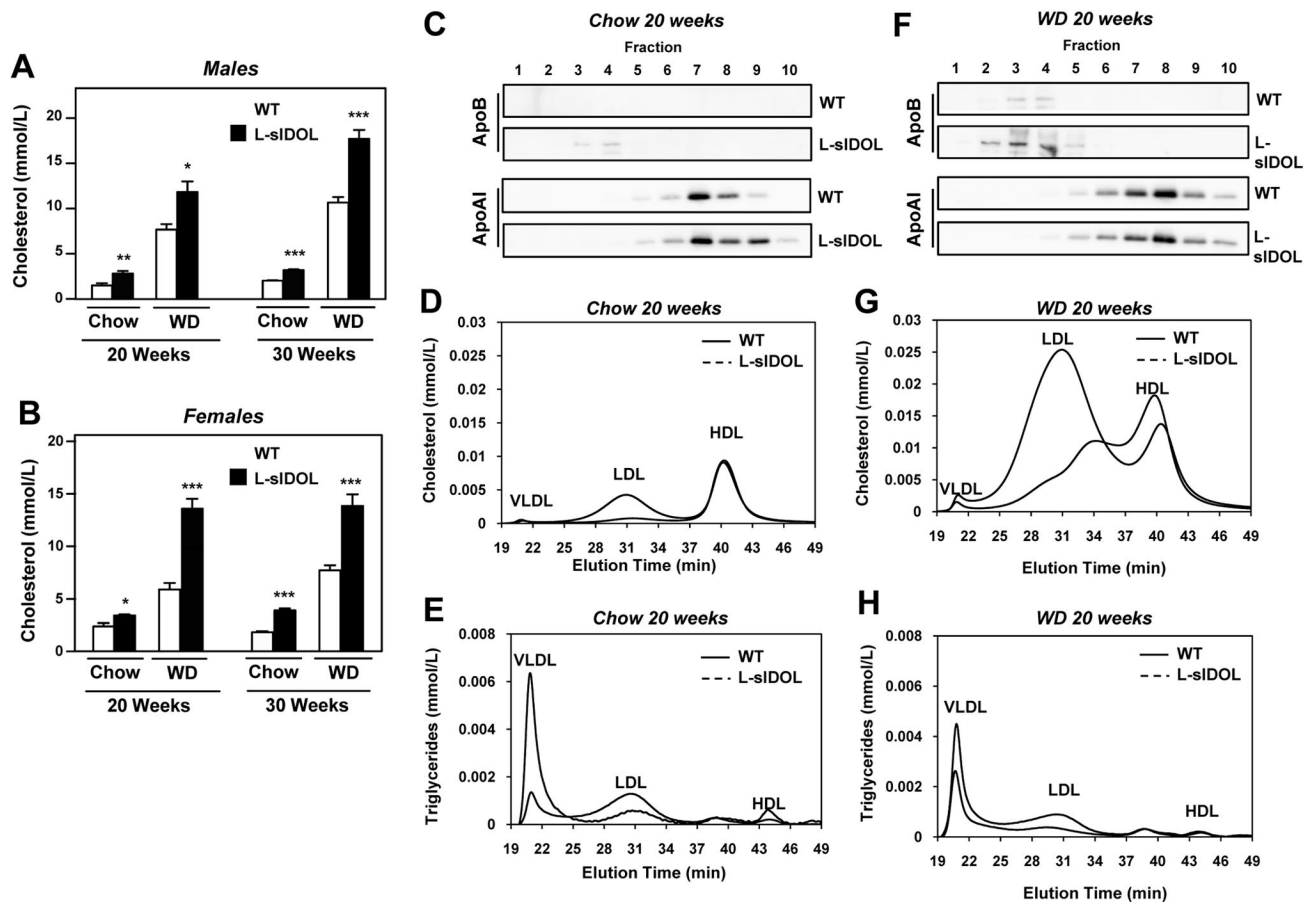 A
Males
Cholesterol (mmol/L)
20
15
10
5
0
WT
L-sIDOL
**
*
***
***
Chow WD Chow WD
20 Weeks 30 Weeks
B
Females
Cholesterol (mmol/L)
20
15
10
5
0
WT
L-sIDOL
*
***
***
***
Chow WD Chow WD
20 Weeks 30 Weeks
C
Chow 20 weeks
Fraction
1 2 3 4 5 6 7 8 9 10
ApoB
WT
L-sIDOL
ApoAI
WT
L-sIDOL
D
Chow 20 weeks
Cholesterol (mmol/L)
0.03
0.025
0.02
0.015
0.01
0.005
0
WT
L-sIDOL
VLDL
LDL
HDL
19 22 25 28 31 34 37 40 43 46 49
Elution Time (min)
E
Chow 20 weeks
Triglycerides (mmol/L)
0.008
0.006
0.004
0.002
0
WT
L-sIDOL
VLDL
LDL
HDL
19 22 25 28 31 34 37 40 43 46 49
Elution Time (min)
F
WD 20 weeks
Fraction
1 2 3 4 5 6 7 8 9 10
ApoB
WT
L-
sIDOL
ApoAI
WT
L-
sIDOL
G
WD 20 weeks
Cholesterol (mmol/L)
0.03
0.025
0.02
0.015
0.01
0.005
0
WT
L-sIDOL
VLDL
LDL
HDL
19 22 25 28 31 34 37 40 43 46 49
Elution Time (min)
H
WD 20 weeks
Triglycerides (mmol/L)
0.008
0.006
0.004
0.002
0
WT
L-sIDOL
VLDL
LDL
HDL
19 22 25 28 31 34 37 40 43 46 49
Elution Time (min)